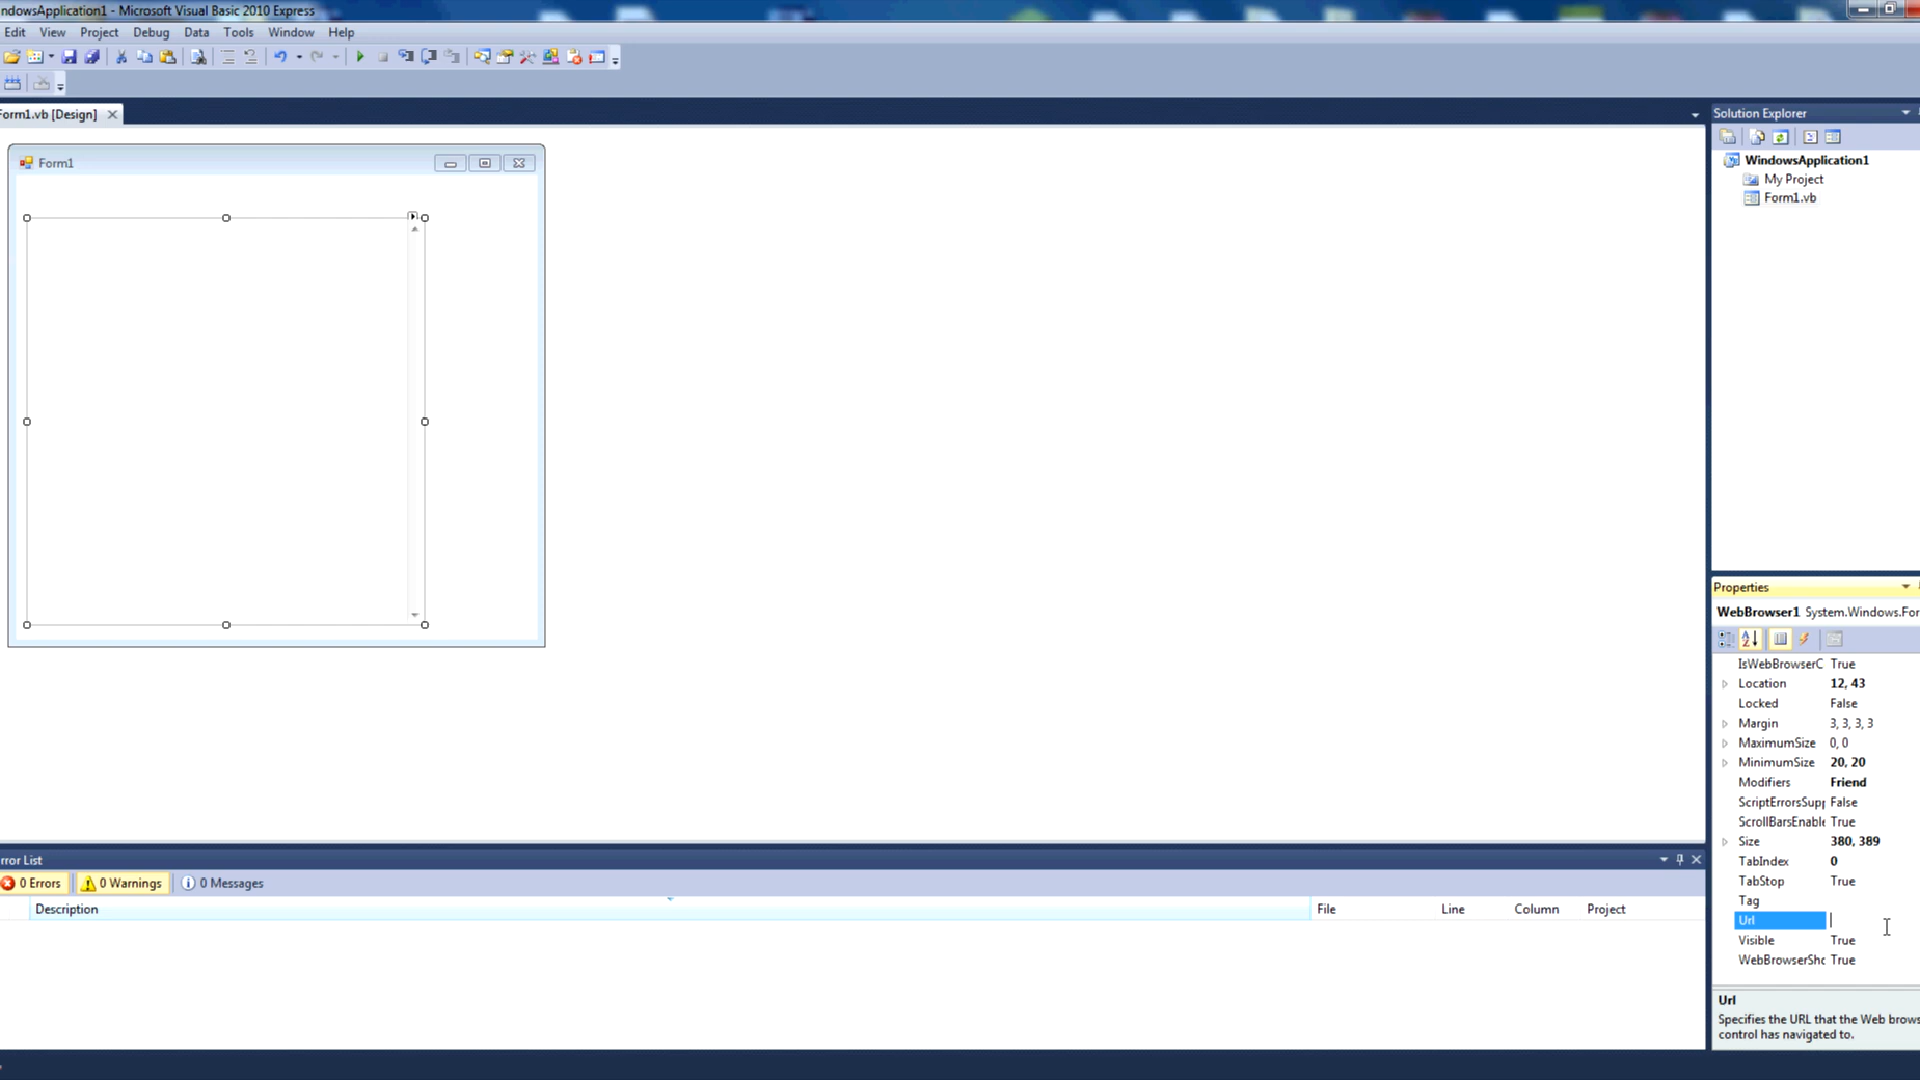 ndowsApplication1 - Microsoft Visual Basic 2010 Express
Edit View Project Debug Data Tools Window Help
Form1.vb [Design]
Form1
Solution Explorer
WindowsApplication1
My Project
Form1.vb
Properties
WebBrowser1 System.Windows.For
IsWebBrowserC True
Location 12, 43
Locked False
Margin 3, 3, 3, 3
MaximumSize 0, 0
MinimumSize 20, 20
Modifiers Friend
ScriptErrorsSupp False
ScrollBarsEnable True
Size 380, 389
TabIndex 0
TabStop True
Tag
Url
Visible True
WebBrowserSho True
Url
Specifies the URL that the Web brows
control has navigated to.
rror List
0 Errors 0 Warnings 0 Messages
Description File Line Column Project